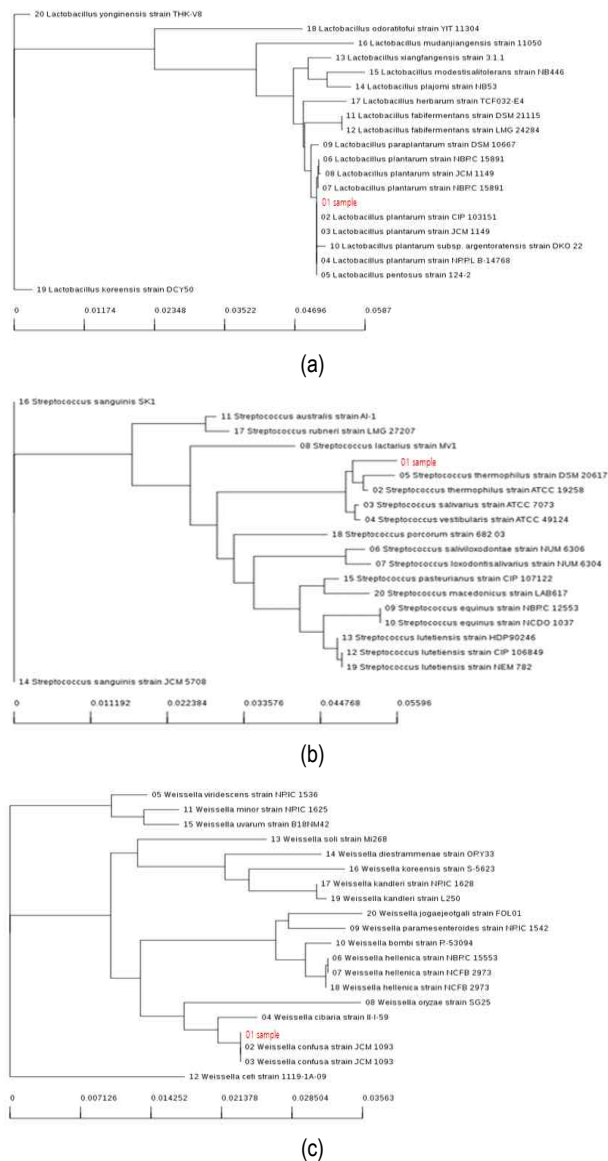 20 Lactobacillus yonginensis strain THK-V8
18 Lactobacillus odoratitofui strain YIT 11304
16 Lactobacillus mudanjiangensis strain 11050
13 Lactobacillus xiangfangensis strain 3.1.1
15 Lactobacillus modestisalitolerans strain NB446
14 Lactobacillus plajomi strain NB53
17 Lactobacillus herbarum strain TCF032-E4
11 Lactobacillus fabifermentans strain DSM 21115
12 Lactobacillus fabifermentans strain LMG 24284
09 Lactobacillus paraplantarum strain DSM 10667
06 Lactobacillus plantarum strain NBRC 15891
08 Lactobacillus plantarum strain JCM 1149
07 Lactobacillus plantarum strain NBRC 15891
01 sample
02 Lactobacillus plantarum strain CIP 103151
03 Lactobacillus plantarum strain JCM 1149
10 Lactobacillus plantarum subsp. argentoratensis strain DKO 22
04 Lactobacillus plantarum strain NRRL B-14768
05 Lactobacillus pentosus strain 124-2
19 Lactobacillus koreensis strain DCY50
0 0.01174 0.02348 0.03522 0.04696 0.0587
(a)
16 Streptococcus sanguinis SK1
11 Streptococcus australis strain AI-1
17 Streptococcus rubneri strain LMG 27207
08 Streptococcus lactarius strain MV1
01 sample
05 Streptococcus thermophilus strain DSM 20617
02 Streptococcus thermophilus strain ATCC 19258
03 Streptococcus salivarius strain ATCC 7073
04 Streptococcus vestibularis strain ATCC 49124
18 Streptococcus porcorum strain 682 03
06 Streptococcus saliviloxodontae strain NUM 6306
07 Streptococcus loxodontisalivarius strain NUM 6304
15 Streptococcus pasteurianus strain CIP 107122
20 Streptococcus macedonicus strain LAB617
09 Streptococcus equinus strain NBRC 12553
10 Streptococcus equinus strain NCDO 1037
13 Streptococcus lutetiensis strain HDP90246
12 Streptococcus lutetiensis strain CIP 106849
19 Streptococcus lutetiensis strain NEM 782
14 Streptococcus sanguinis strain JCM 5708
0 0.011192 0.022384 0.033576 0.044768 0.05596
(b)
05 Weissella viridescens strain NRIC 1536
11 Weissella minor strain NRIC 1625
15 Weissella uvarum strain B18NM42
13 Weissella soli strain Mi268
14 Weissella diestrammenae strain ORY33
16 Weissella koreensis strain S-5623
17 Weissella kandleri strain NRIC 1628
19 Weissella kandleri strain L250
20 Weissella jogaejeotgali strain FOL01
09 Weissella paramesenteroides strain NRIC 1542
10 Weissella bombi strain R-53094
06 Weissella hellenica strain NBRC 15553
07 Weissella hellenica strain NCFB 2973
18 Weissella hellenica strain NCFB 2973
08 Weissella oryzae strain SG25
04 Weissella cibaria strain II-I-59
01 sample
02 Weissella confusa strain JCM 1093
03 Weissella confusa strain JCM 1093
12 Weissella ceti strain 1119-1A-09
0 0.007126 0.014252 0.021378 0.028504 0.03563
(c)